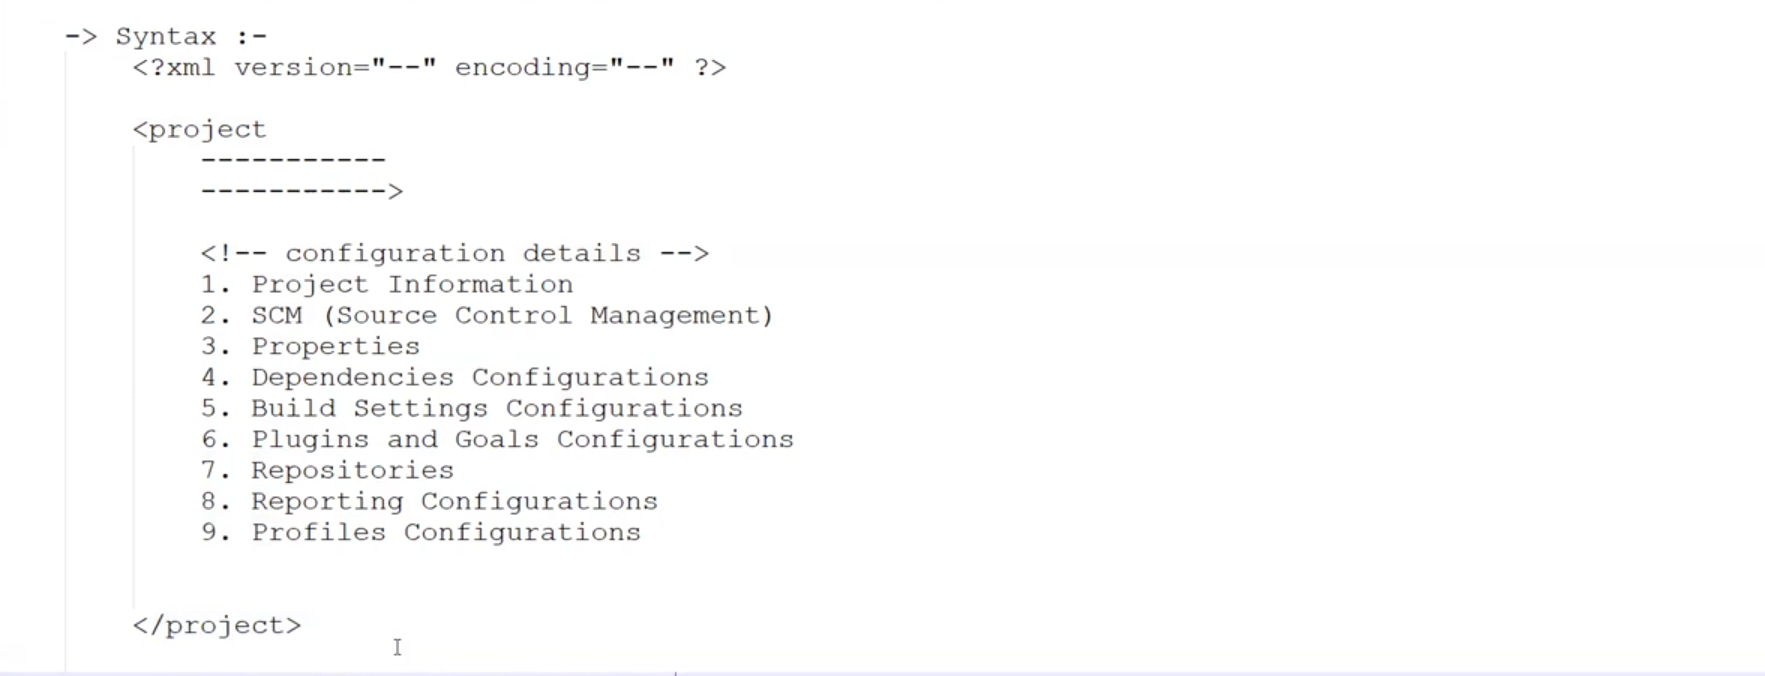 -> Syntax :-
<?xml version="--" encoding="--" ?>
<project
-----------
----------->
<!-- configuration details -->
1. Project Information
2. SCM (Source Control Management)
3. Properties
4. Dependencies Configurations
5. Build Settings Configurations
6. Plugins and Goals Configurations
7. Repositories
8. Reporting Configurations
9. Profiles Configurations
</project>